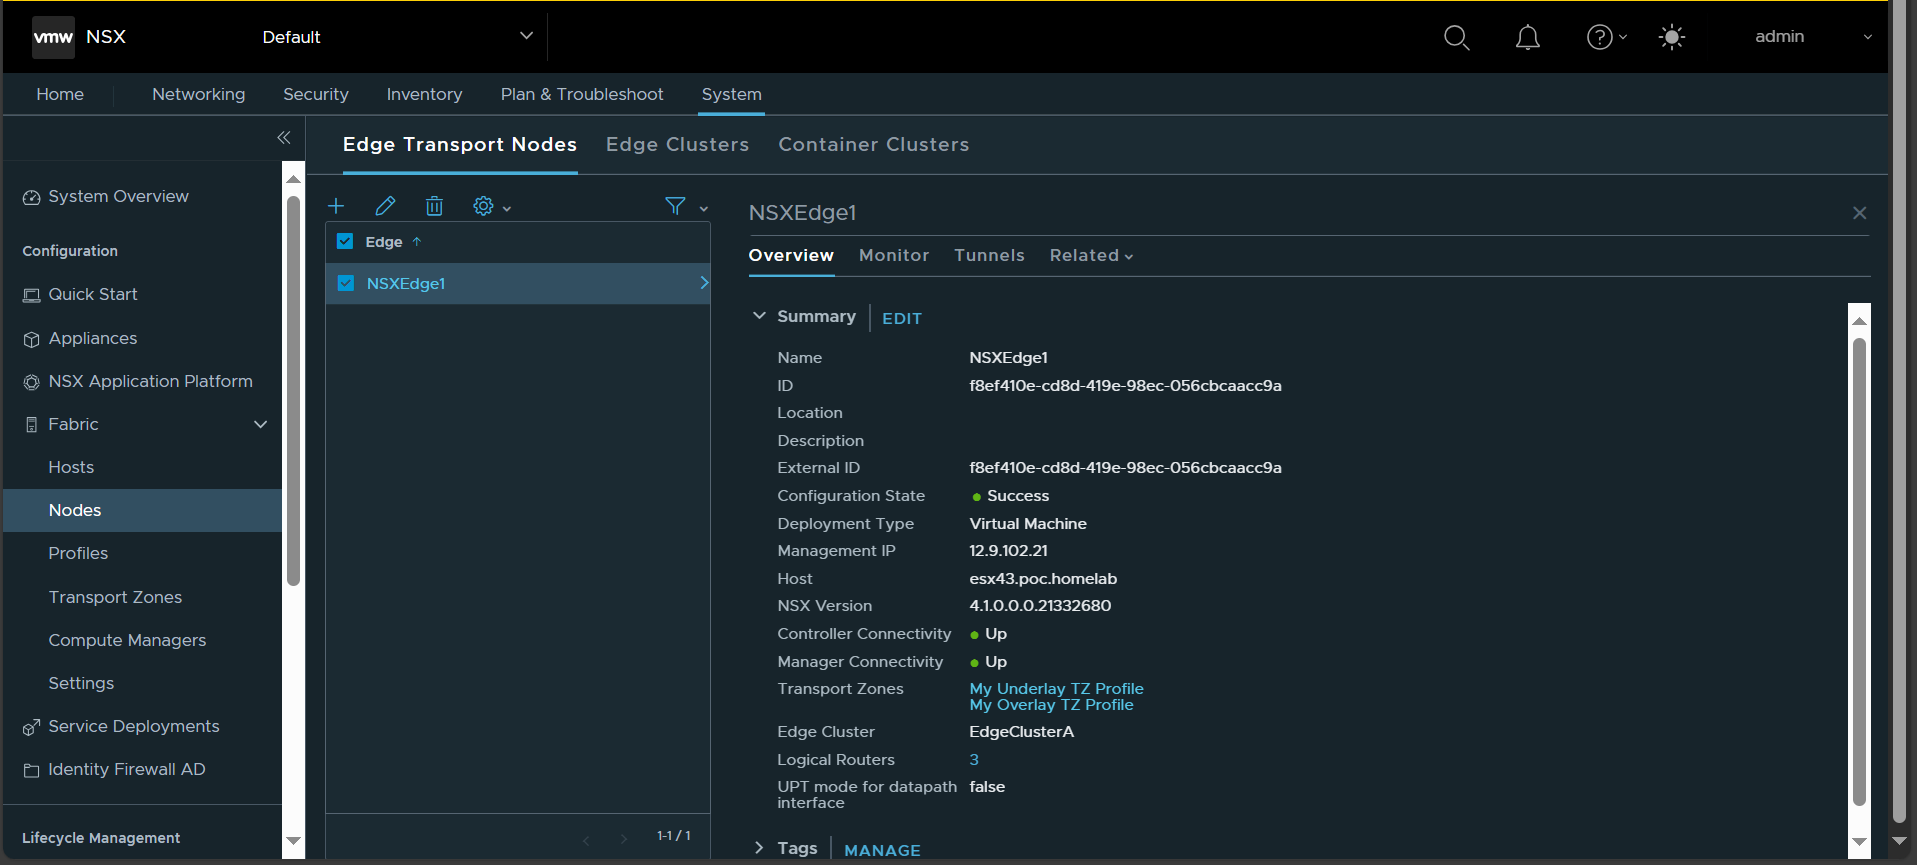 vmw NSX
Default
admin
Home
Networking
Security
Inventory
Plan & Troubleshoot
System
Edge Transport Nodes
Edge Clusters
Container Clusters
System Overview
Configuration
Quick Start
Appliances
NSX Application Platform
Fabric
Hosts
Nodes
Profiles
Transport Zones
Compute Managers
Settings
Service Deployments
Identity Firewall AD
Lifecycle Management
Edge
NSXEdge1
1-1 / 1
NSXEdge1
Overview
Monitor
Tunnels
Related
Summary
EDIT
Name NSXEdge1
ID f8ef410e-cd8d-419e-98ec-056cbcaacc9a
Location
Description
External ID f8ef410e-cd8d-419e-98ec-056cbcaacc9a
Configuration State Success
Deployment Type Virtual Machine
Management IP 12.9.102.21
Host esx43.poc.homelab
NSX Version 4.1.0.0.0.21332680
Controller Connectivity Up
Manager Connectivity Up
Transport Zones My Underlay TZ Profile
My Overlay TZ Profile
Edge Cluster EdgeClusterA
Logical Routers 3
UPT mode for datapath false
interface
Tags
MANAGE